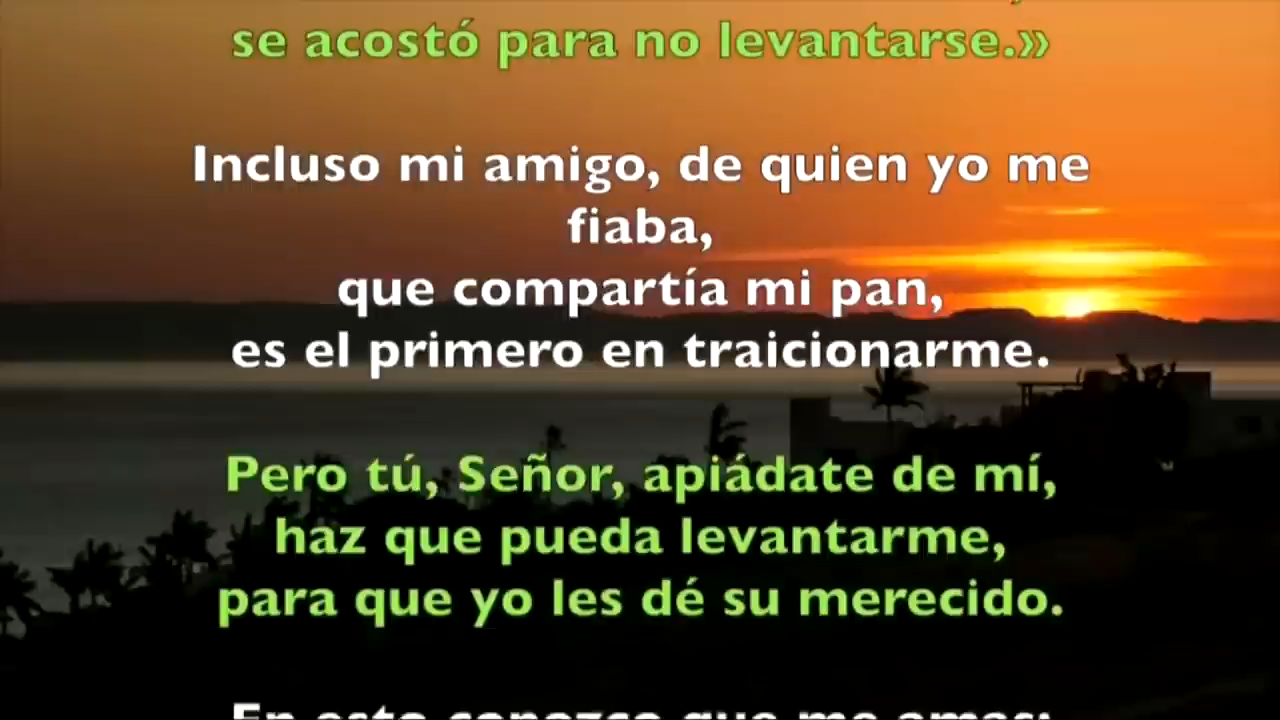 se acostó para no levantarse.»
Incluso mi amigo, de quien yo me
fiaba,
que compartía mi pan,
es el primero en traicionarme.
Pero tú, Señor, apiádate de mí,
haz que pueda levantarme,
para que yo les dé su merecido.
En esto conozco que me amas: